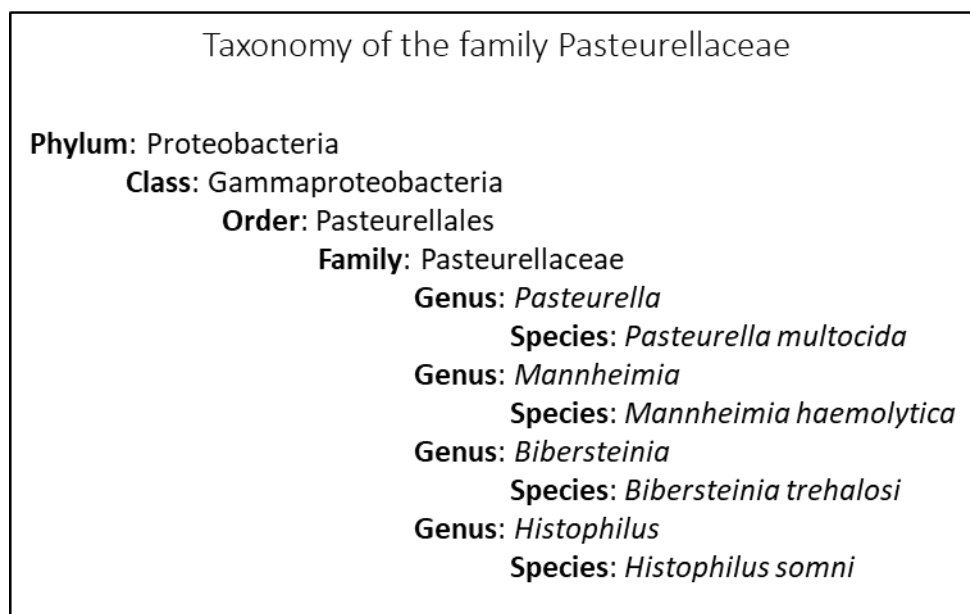 Taxonomy of the family Pasteurellaceae
Phylum: Proteobacteria
Class: Gammaproteobacteria
Order: Pasteurellales
Family: Pasteurellaceae
Genus: Pasteurella
Species: Pasteurella multocida
Genus: Mannheimia
Species: Mannheimia haemolytica
Genus: Bibersteinia
Species: Bibersteinia trehalosi
Genus: Histophilus
Species: Histophilus somni